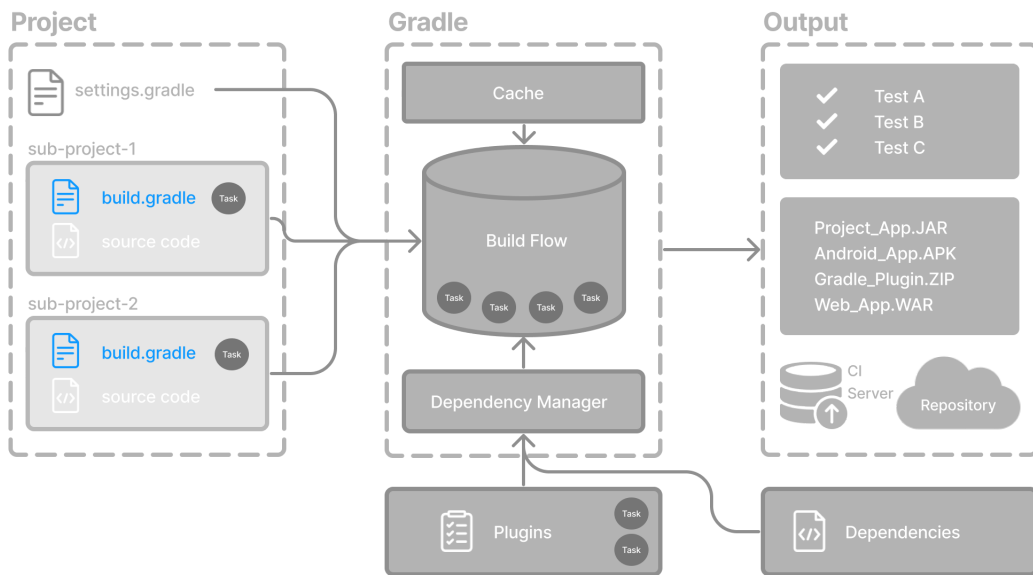 Project
settings.gradle
sub-project-1
build.gradle
Task
source code
sub-project-2
build.gradle
Task
source code
Gradle
Cache
Build Flow
Task
Task
Task
Task
Dependency Manager
Plugins
Task
Task
Output
Test A
Test B
Test C
Project_App.JAR
Android_App.APK
Gradle_Plugin.ZIP
Web_App.WAR
CI
Server
Repository
Dependencies